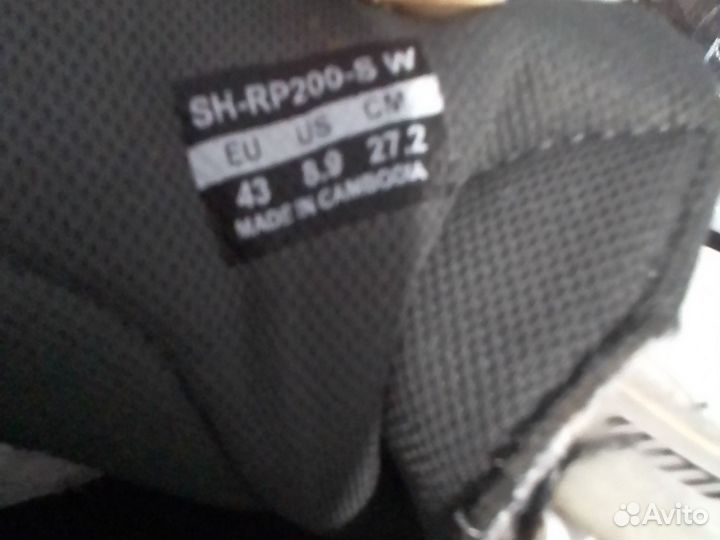 SH-RP200-S W
EU US CM
43 8.9 27.2
MADE IN CAMBODIA
Avito